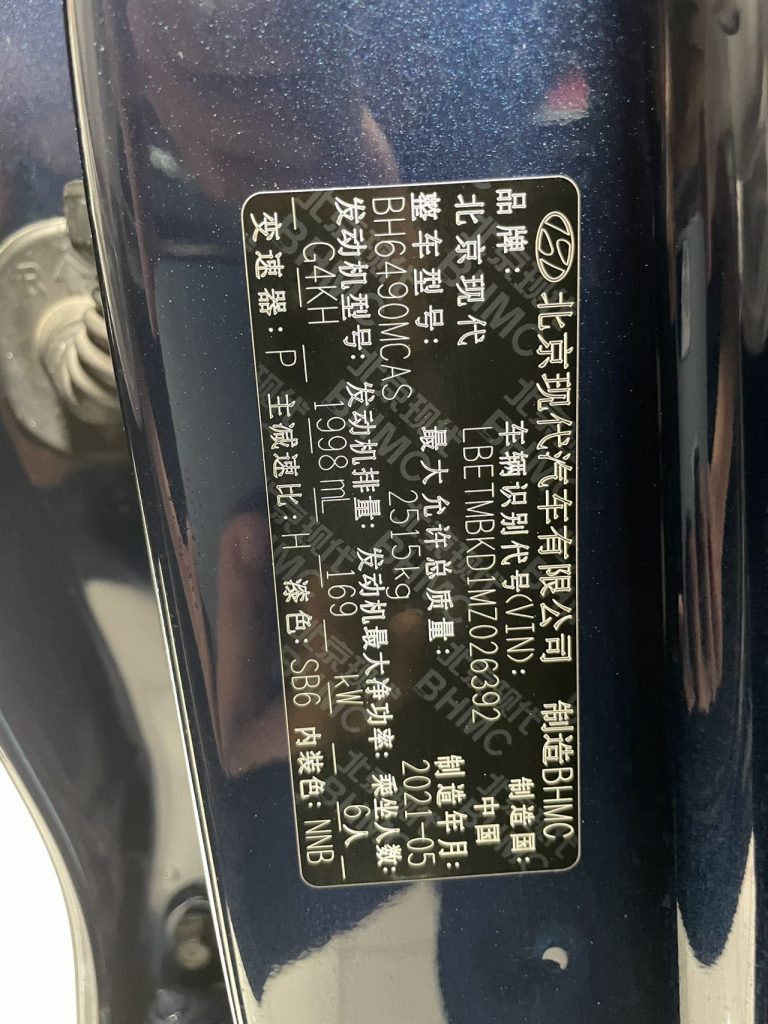 北京现代汽车有限公司 制造BHMC
品牌： 车辆识别代号(VIN): 制造国:
北京现代 LBETMBKD1MZ026392 中国
整车型号: 最大允许总质量: 制造年月:
BH6490MCAS 2515kg 2021-05
发动机型号: 发动机排量: 发动机最大净功率: 乘坐人数:
G4KH 1998 mL 169 kW 6人
变速器: P 主减速比: H 漆色: SB6 内装色: NNB